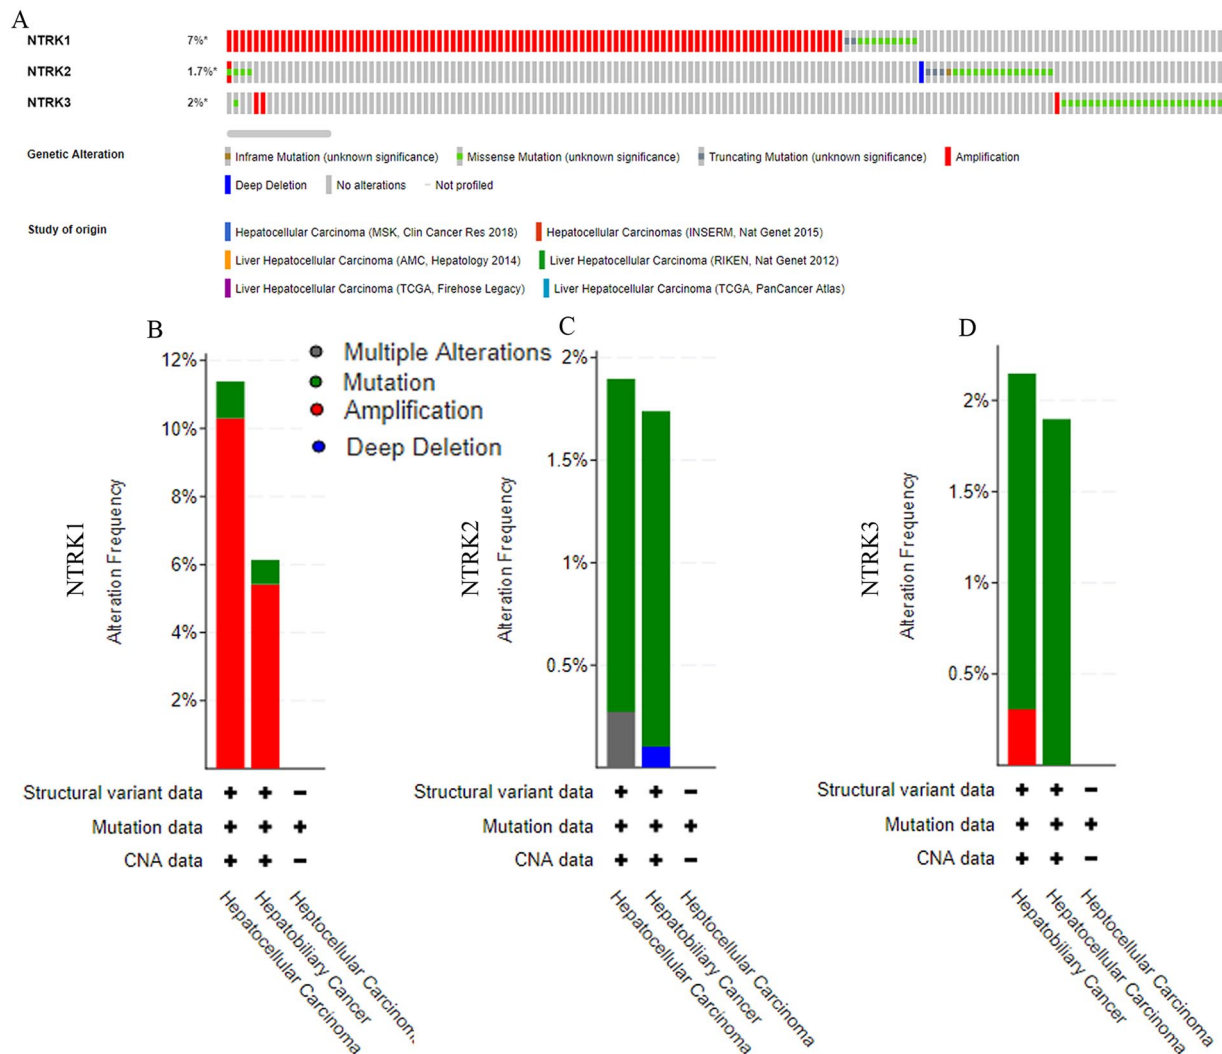 A
NTRK1 7%*
NTRK2 1.7%*
NTRK3 2%*
Genetic Alteration Inframe Mutation (unknown significance) Missense Mutation (unknown significance) Truncating Mutation (unknown significance) Amplification
Deep Deletion No alterations Not profiled
Study of origin Hepatocellular Carcinoma (MSK, Clin Cancer Res 2018) Hepatocellular Carcinomas (INSERM, Nat Genet 2015)
Liver Hepatocellular Carcinoma (AMC, Hepatology 2014) Liver Hepatocellular Carcinoma (RIKEN, Nat Genet 2012)
Liver Hepatocellular Carcinoma (TCGA, Firehose Legacy) Liver Hepatocellular Carcinoma (TCGA, PanCancer Atlas)
B
NTRK1
Alteration Frequency
12%
10%
8%
6%
4%
2%
Multiple Alterations
Mutation
Amplification
Deep Deletion
Structural variant data + + -
Mutation data + + +
CNA data + + -
Hepatocellular Carcinoma
Hepatobiliary Cancer
Heptocellular Carcinom
C
NTRK2
Alteration Frequency
2%
1.5%
1%
0.5%
Structural variant data + + -
Mutation data + + +
CNA data + + -
Hepatocellular Carcinoma
Hepatobiliary Cancer
Heptocellular Carcinoma
D
NTRK3
Alteration Frequency
2%
1.5%
1%
0.5%
Structural variant data + + -
Mutation data + + +
CNA data + + -
Hepatobiliary Cancer
Hepatocellular Carcinoma
Heptocellular Carcinoma